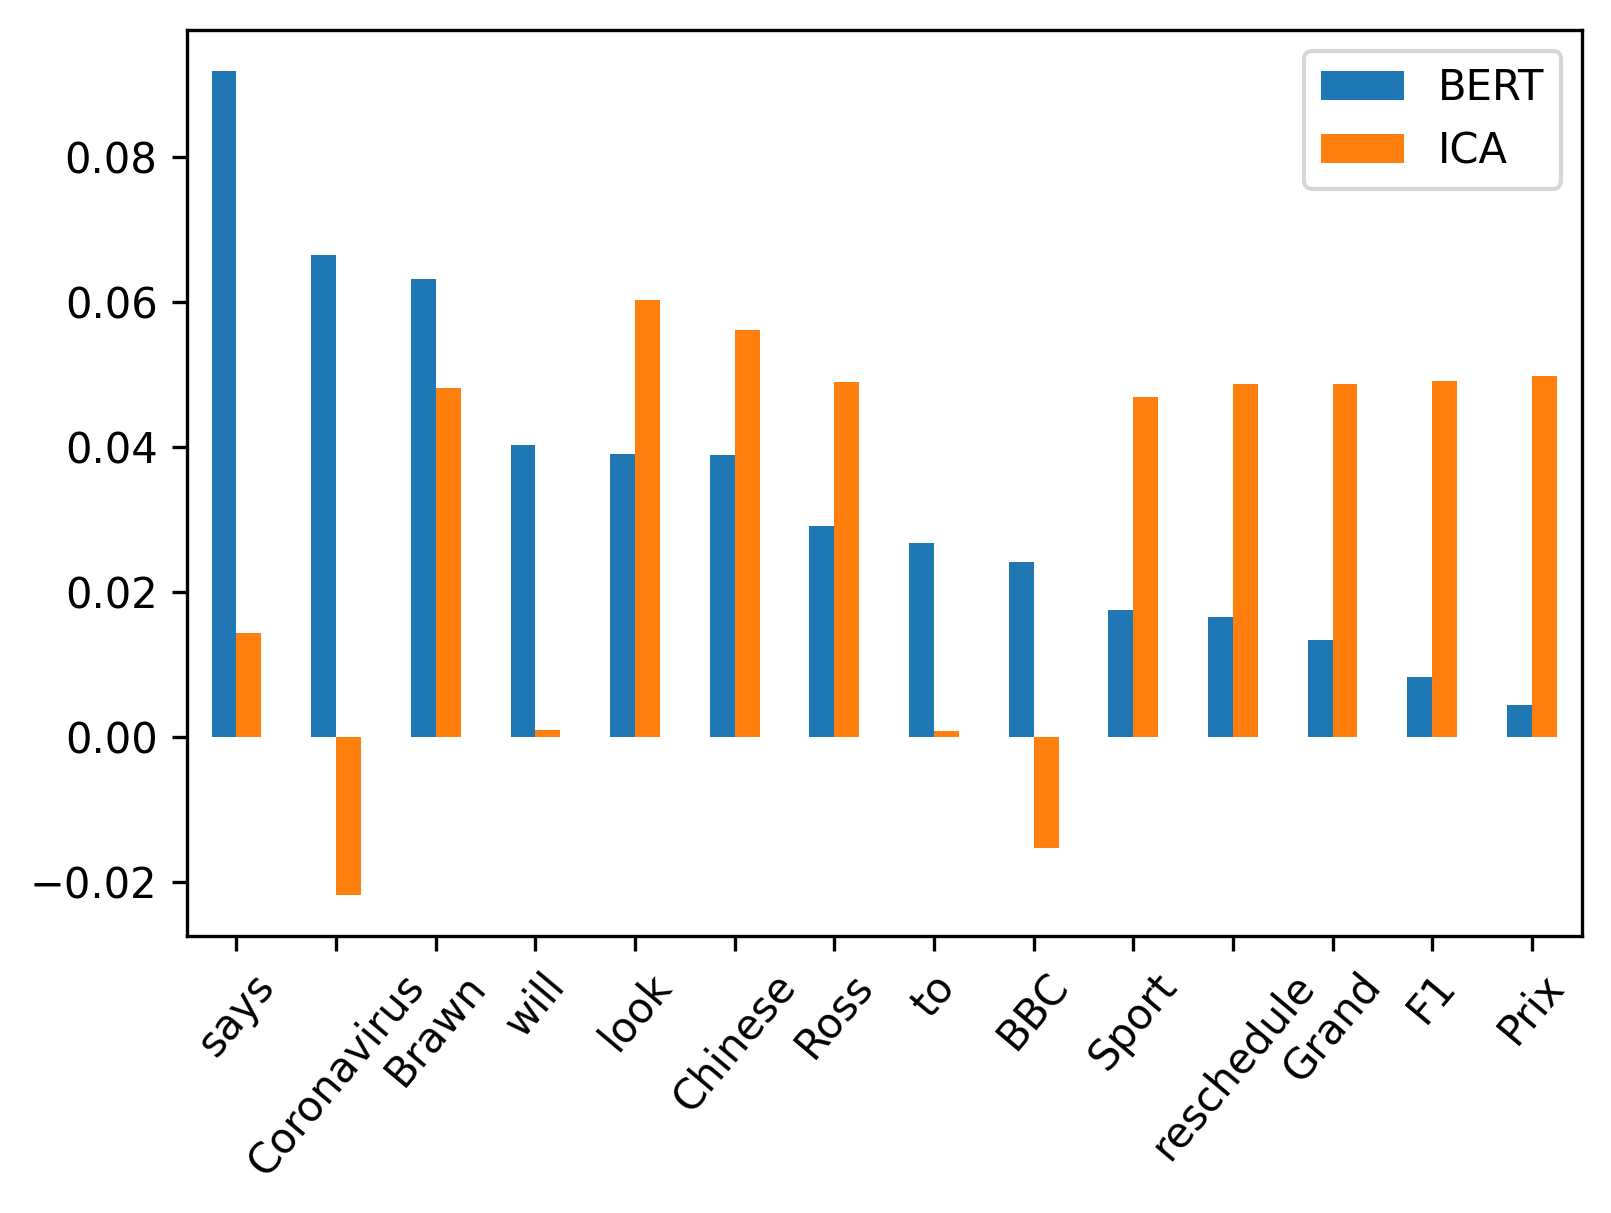 BERT
ICA
0.08
0.06
0.04
0.02
0.00
−0.02
says
Coronavirus
Brawn
will
look
Chinese
Ross
to
BBC
Sport
reschedule
Grand
F1
Prix